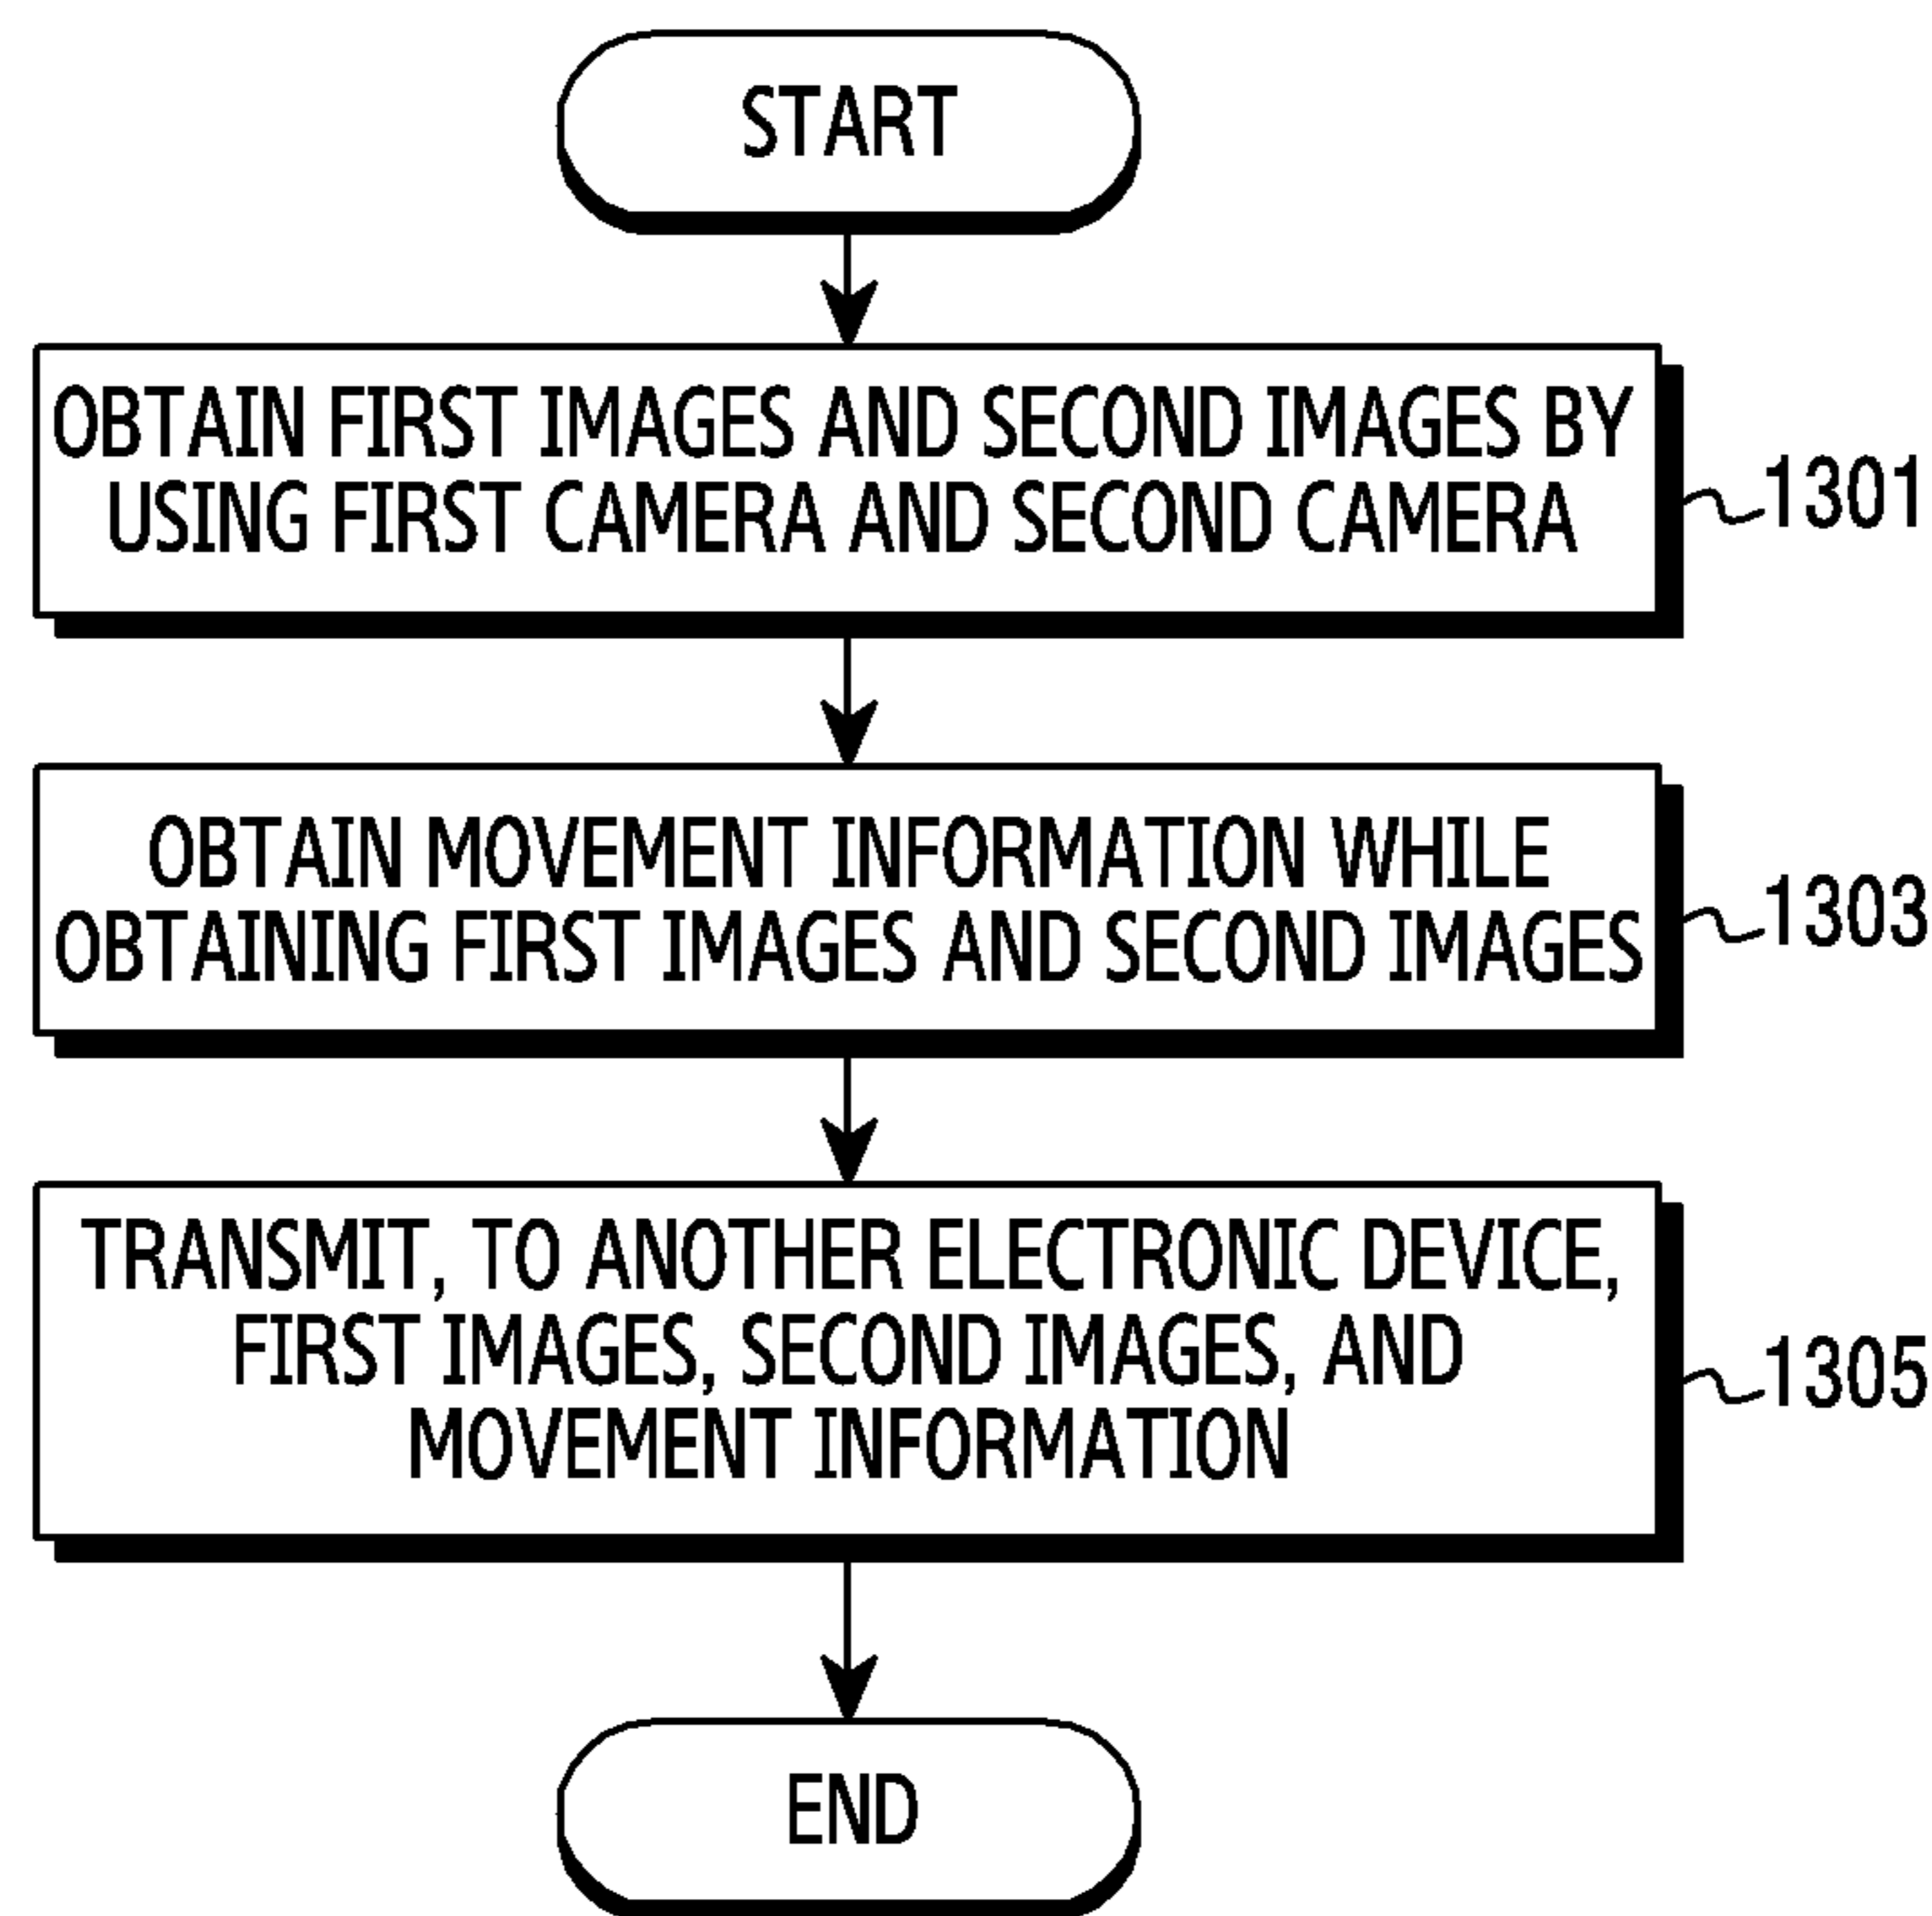 START
OBTAIN FIRST IMAGES AND SECOND IMAGES BY
USING FIRST CAMERA AND SECOND CAMERA
1301
OBTAIN MOVEMENT INFORMATION WHILE
OBTAINING FIRST IMAGES AND SECOND IMAGES
1303
TRANSMIT, TO ANOTHER ELECTRONIC DEVICE,
FIRST IMAGES, SECOND IMAGES, AND
MOVEMENT INFORMATION
1305
END